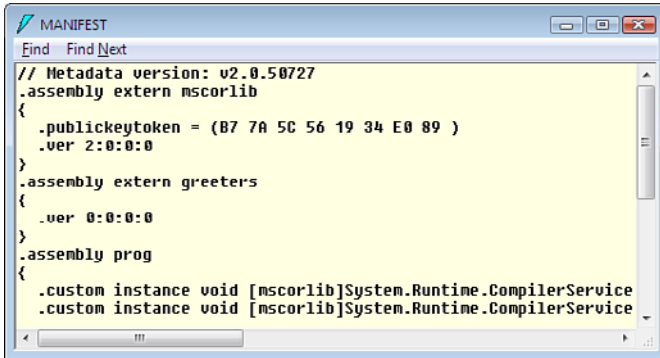 MANIFEST
Find Find Next
// Metadata version: v2.0.50727
.assembly extern mscorlib
{
.publickeytoken = (B7 7A 5C 56 19 34 E0 89 )
.ver 2:0:0:0
}
.assembly extern greeters
{
.ver 0:0:0:0
}
.assembly prog
{
.custom instance void [mscorlib]System.Runtime.CompilerService
.custom instance void [mscorlib]System.Runtime.CompilerService